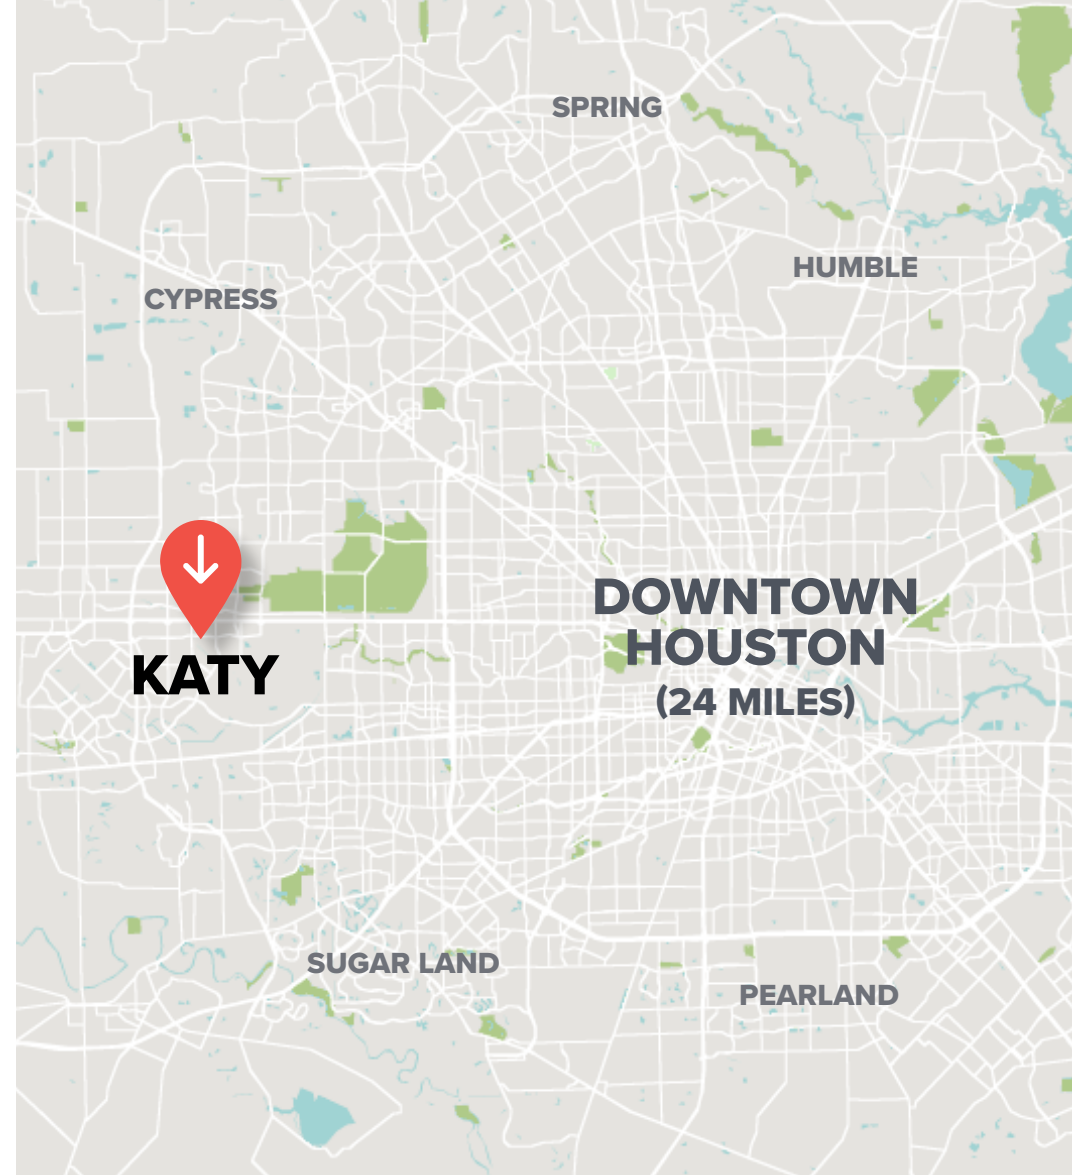 SPRING
HUMBLE
CYPRESS
DOWNTOWN
HOUSTON
(24 MILES)
KATY
SUGAR LAND
PEARLAND